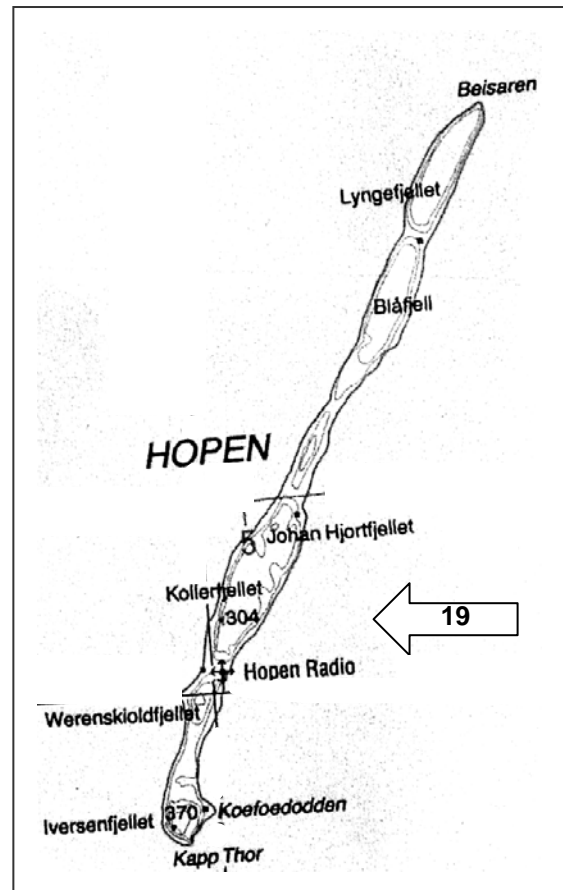 Beisaren
Lyngefjellet
Blåfjell
HOPEN
5
Johan Hjortfjellet
Kollerfjellet
304
19
Hopen Radio
Werenskioldfjellet
370
Koefoedodden
Iversenfjellet
Kapp Thor